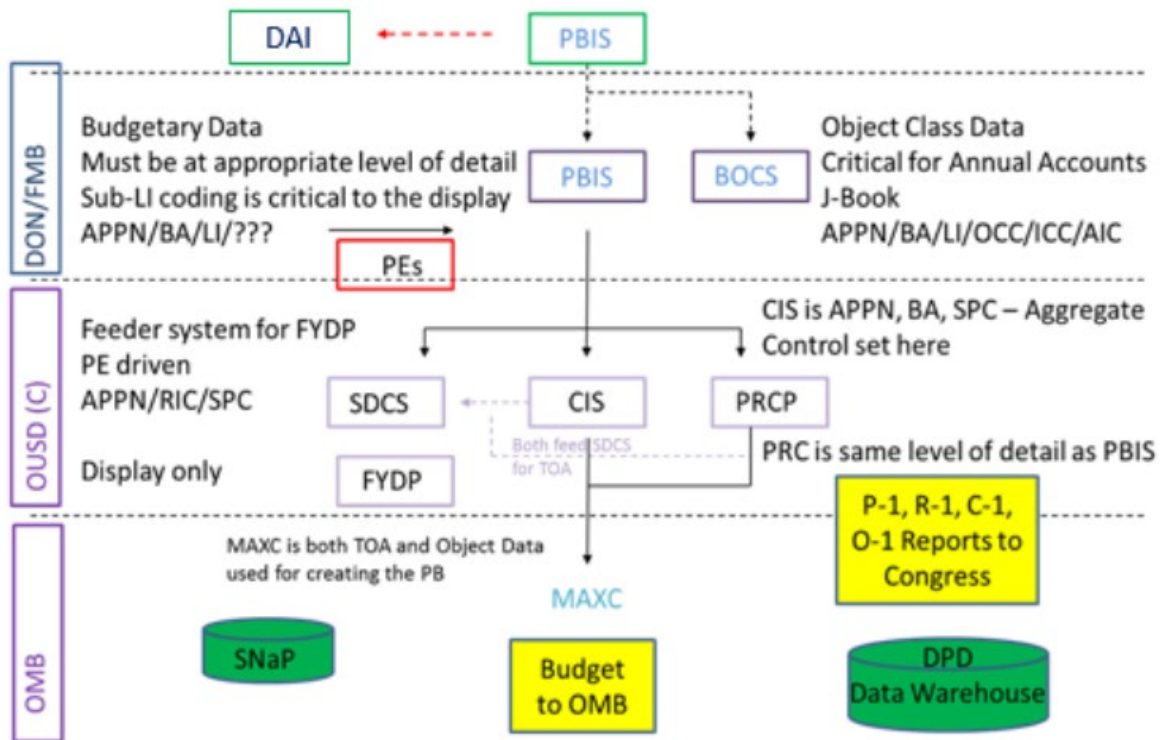 DAI
PBIS
DON/FMB
Budgetary Data
Must be at appropriate level of detail
Sub-LI coding is critical to the display
APPN/BA/LI/???
PEs
PBIS
BOCS
Object Class Data
Critical for Annual Accounts
J-Book
APPN/BA/LI/OCC/ICC/AIC
OUSD (C)
Feeder system for FYDP
PE driven
APPN/RIC/SPC
Display only
SDCS
CIS
PRCP
Both feed SDCS
for TOA
FYDP
CIS is APPN, BA, SPC – Aggregate
Control set here
PRC is same level of detail as PBIS
P-1, R-1, C-1,
O-1 Reports to
Congress
OMB
MAXC is both TOA and Object Data
used for creating the PB
MAXC
SNaP
Budget
to OMB
DPD
Data Warehouse